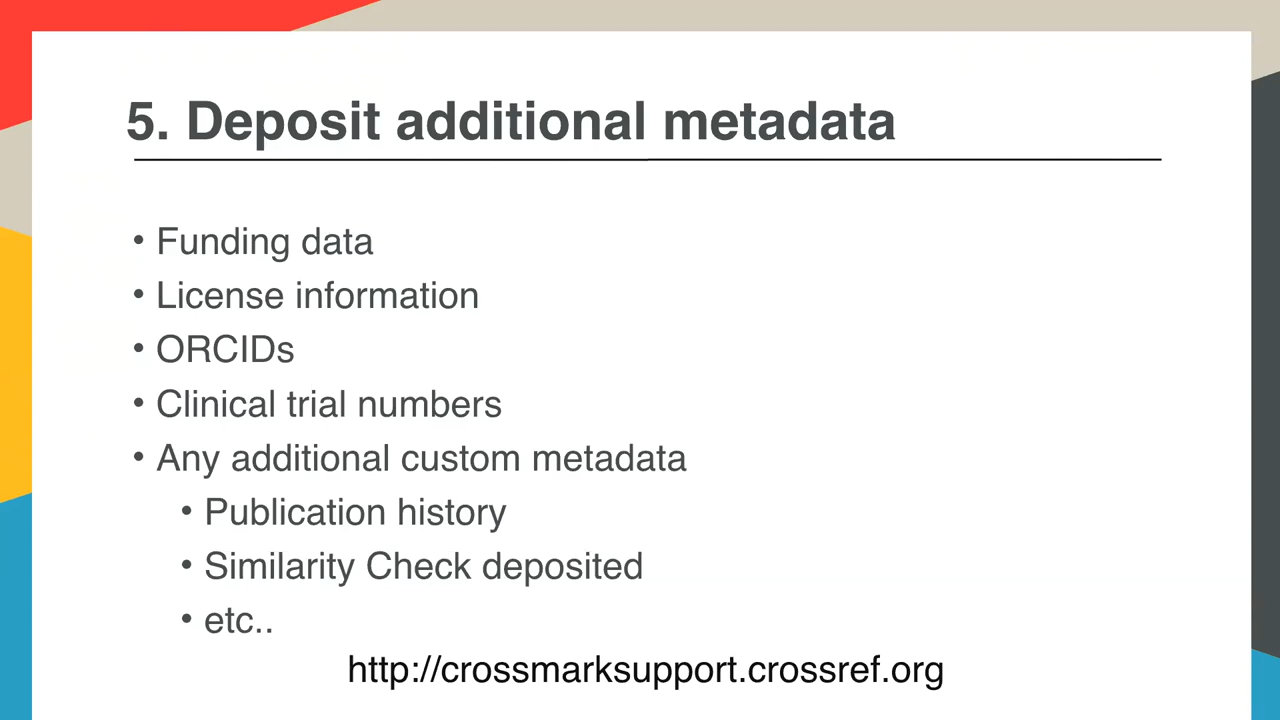 5. Deposit additional metadata
• Funding data
• License information
• ORCIDs
• Clinical trial numbers
• Any additional custom metadata
• Publication history
• Similarity Check deposited
• etc..
http://crossmarksupport.crossref.org